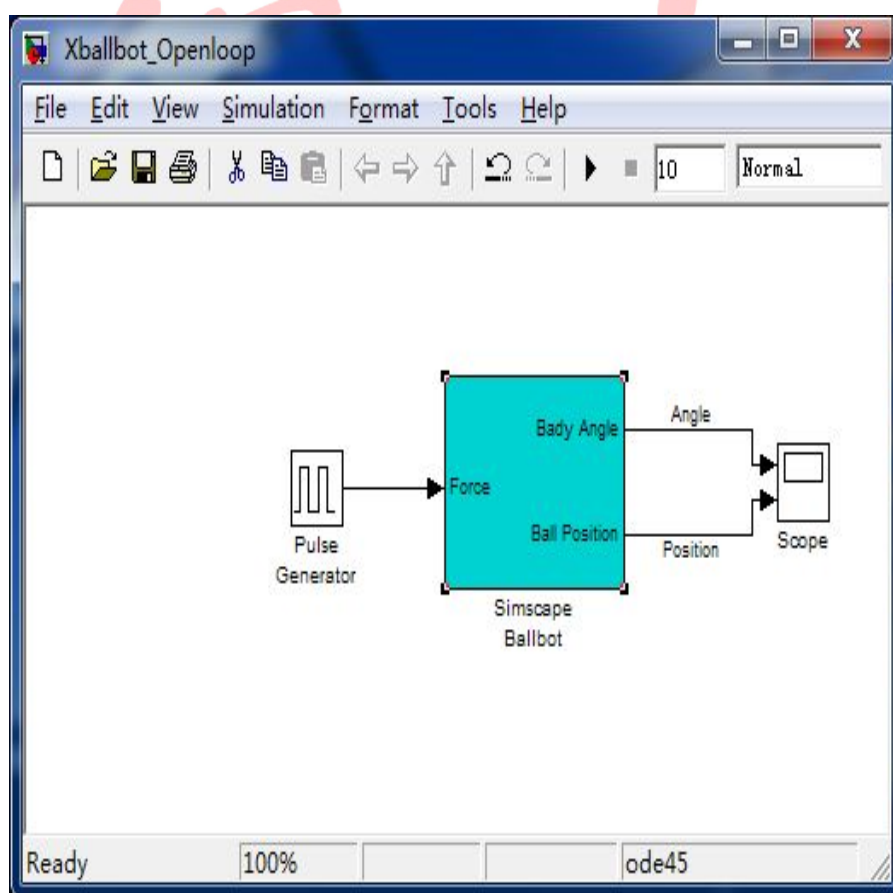 Xballbot_Openloop
File Edit View Simulation Format Tools Help
10 Normal
Bady Angle
Angle
Force
Ball Position
Position
Scope
Pulse
Generator
Simscape
Ballbot
Ready 100% ode45